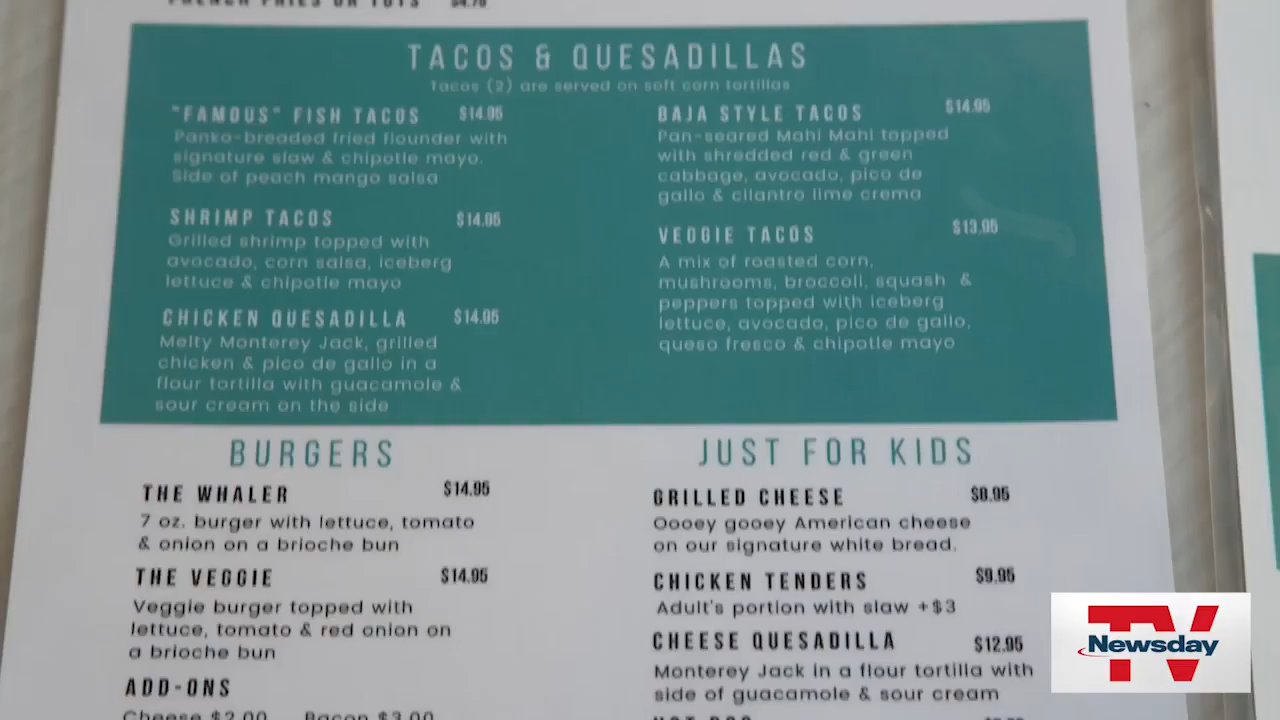 FRENCH FRIES OR TOTS $4.75
TACOS & QUESADILLAS
Tacos (2) are served on soft corn tortillas
"FAMOUS" FISH TACOS $14.95
Panko-breaded fried flounder with
signature slaw & chipotle mayo.
Side of peach mango salsa
SHRIMP TACOS $14.95
Grilled shrimp topped with
avocado, corn salsa, iceberg
lettuce & chipotle mayo
CHICKEN QUESADILLA $14.95
Melty Monterey Jack, grilled
chicken & pico de gallo in a
flour tortilla with guacamole &
sour cream on the side
BAJA STYLE TACOS $14.95
Pan-seared Mahi Mahi topped
with shredded red & green
cabbage, avocado, pico de
gallo & cilantro lime crema
VEGGIE TACOS $13.95
A mix of roasted corn,
mushrooms, broccoli, squash &
peppers topped with iceberg
lettuce, avocado, pico de gallo,
queso fresco & chipotle mayo
BURGERS
THE WHALER $14.95
7 oz. burger with lettuce, tomato
& onion on a brioche bun
THE VEGGIE $14.95
Veggie burger topped with
lettuce, tomato & red onion on
a brioche bun
ADD-ONS
Cheese $2.00 Bacon $3.00
JUST FOR KIDS
GRILLED CHEESE $8.95
Oooey gooey American cheese
on our signature white bread.
CHICKEN TENDERS $9.95
Adult's portion with slaw +$3
CHEESE QUESADILLA $12.95
Monterey Jack in a flour tortilla with
side of guacamole & sour cream
HOT DOG
Newsday TV